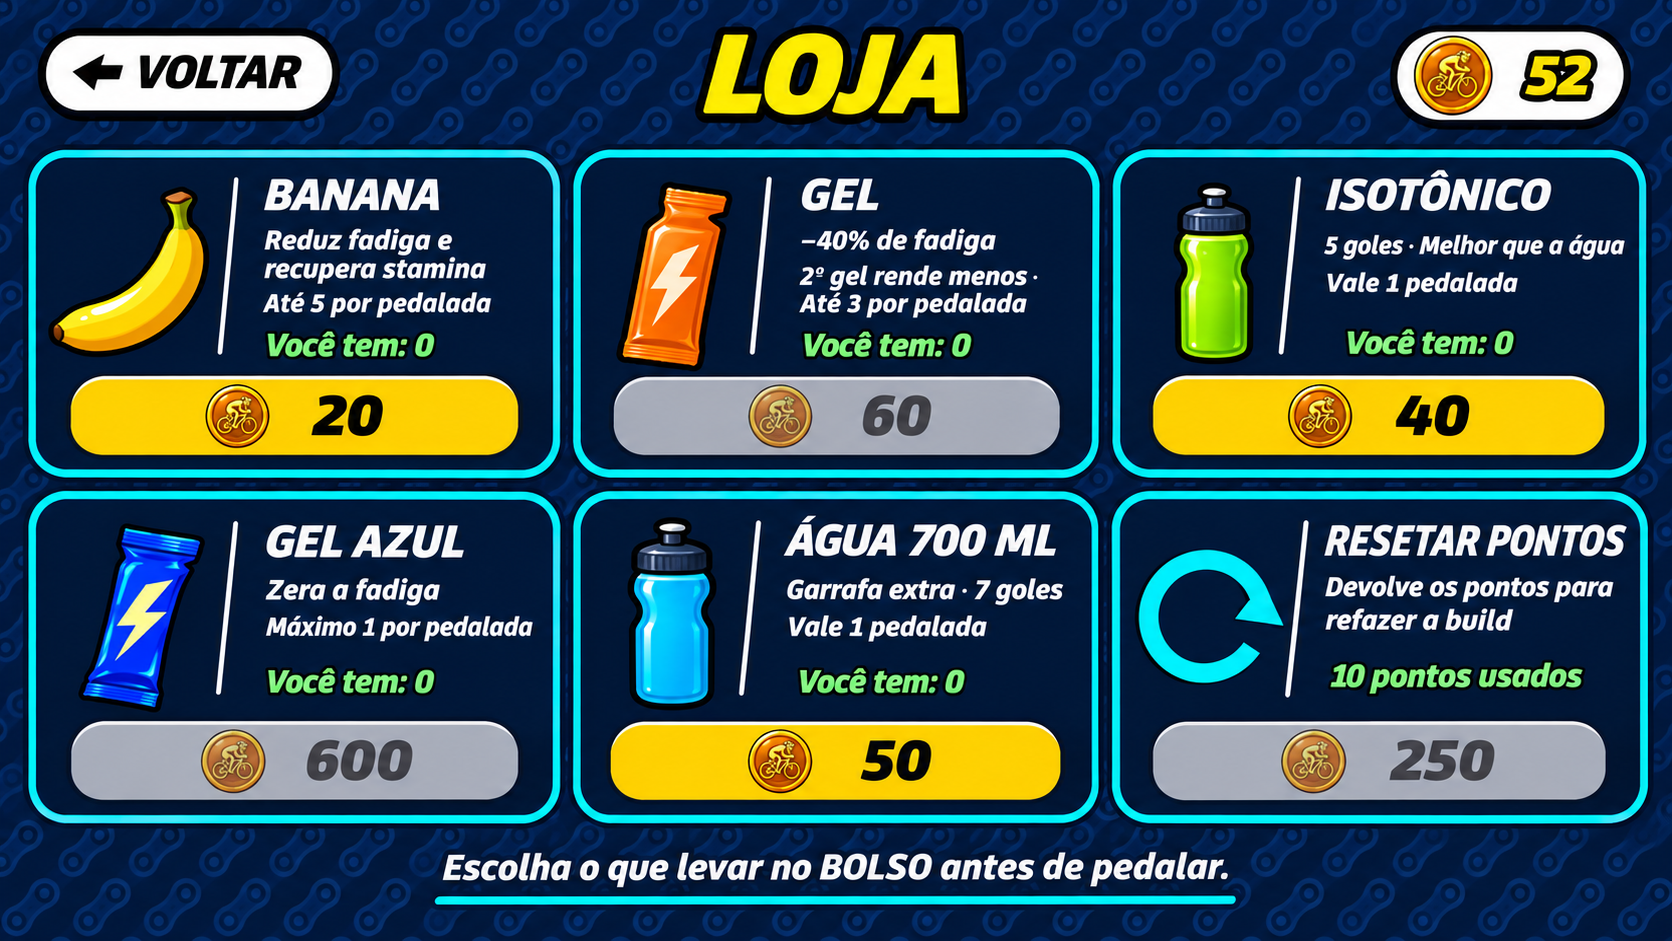 VOLTAR
LOJA
52
BANANA
Reduz fadiga e
recupera stamina
Até 5 por pedalada
Você tem: 0
20
GEL
–40% de fadiga
2º gel rende menos ·
Até 3 por pedalada
Você tem: 0
60
ISOTÔNICO
5 goles · Melhor que a água
Vale 1 pedalada
Você tem: 0
40
GEL AZUL
Zera a fadiga
Máximo 1 por pedalada
Você tem: 0
600
ÁGUA 700 ML
Garrafa extra · 7 goles
Vale 1 pedalada
Você tem: 0
50
RESETAR PONTOS
Devolve os pontos para
refazer a build
10 pontos usados
250
Escolha o que levar no BOLSO antes de pedalar.